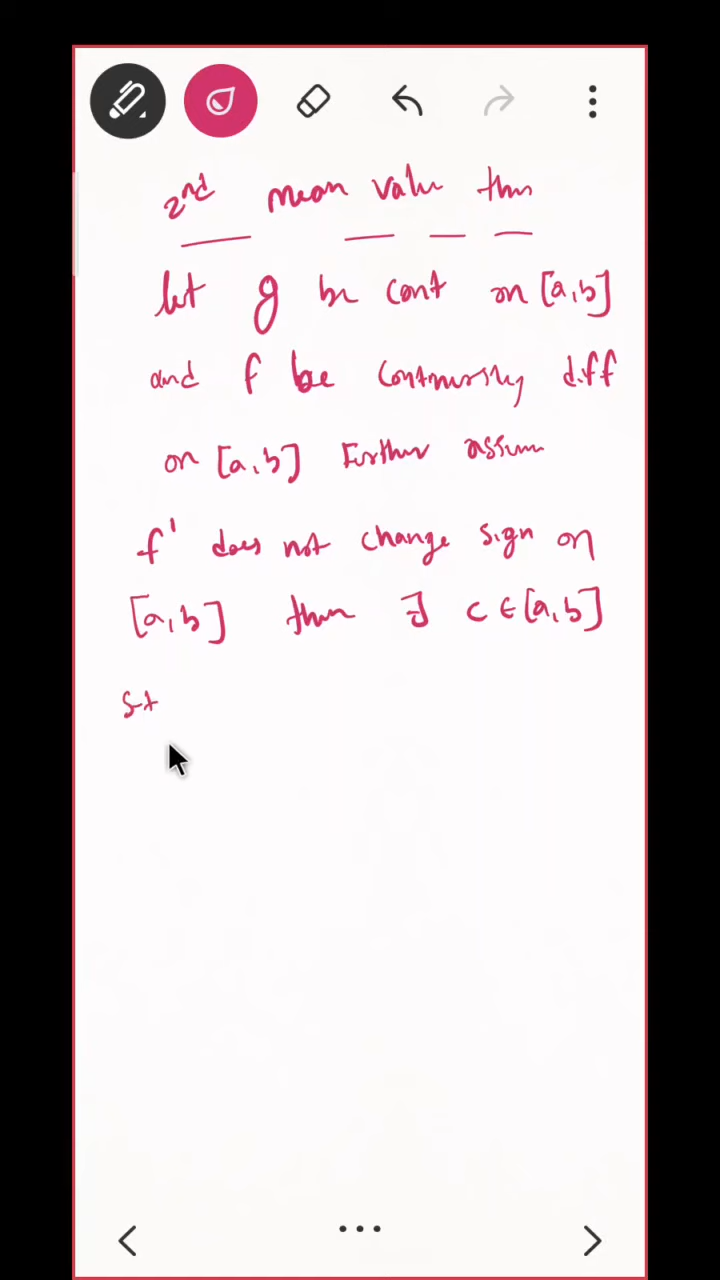 2nd mean value thm
let g be cont on [a,b]
and f be continuously diff
on [a,b] Further assum
f' does not change sign on
[a,b] then ∃ c ∈ [a,b]
s.t